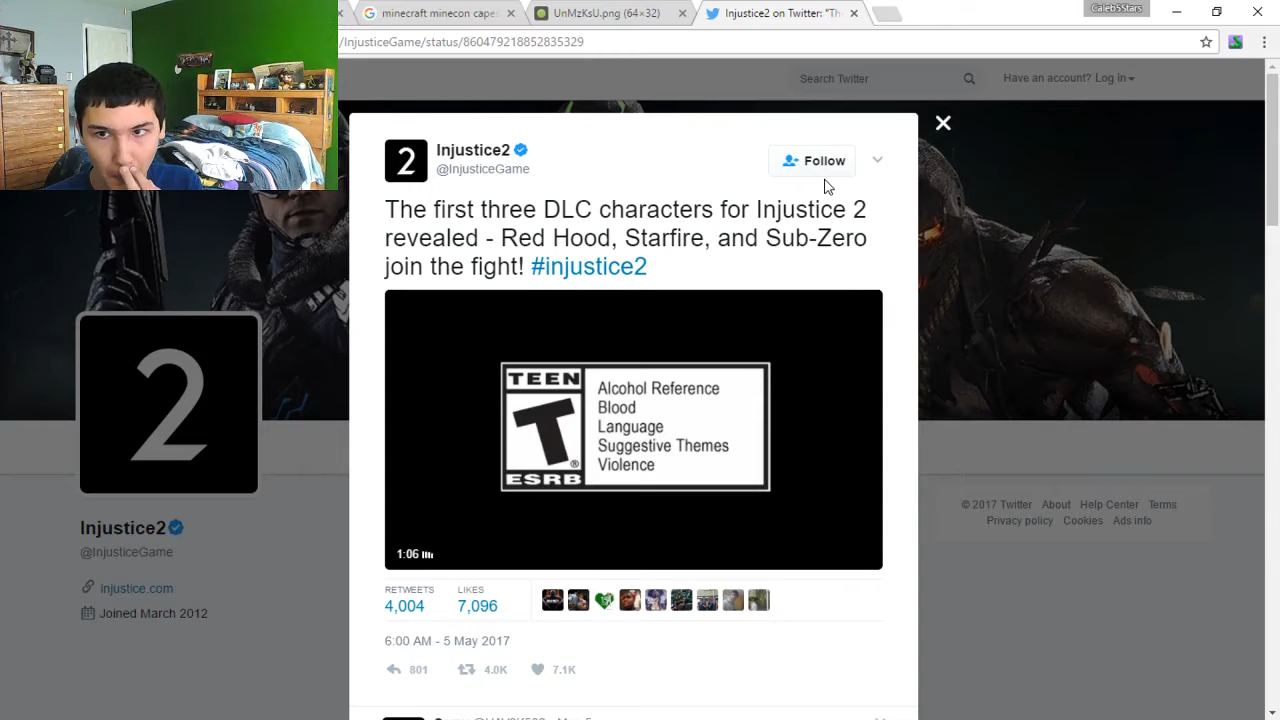 minecraft minecon cape
UnMzKsU.png (64×32)
Injustice2 on Twitter: "Th
Caleb5Stars
/InjusticeGame/status/860479218852835329
Search Twitter
Have an account? Log in
2
Injustice2
@InjusticeGame
Follow
The first three DLC characters for Injustice 2
revealed - Red Hood, Starfire, and Sub-Zero
join the fight! #injustice2
TEEN
T
ESRB
Alcohol Reference
Blood
Language
Suggestive Themes
Violence
1:06
RETWEETS
4,004
LIKES
7,096
6:00 AM - 5 May 2017
801
4.0K
7.1K
2
Injustice2
@InjusticeGame
injustice.com
Joined March 2012
© 2017 Twitter About Help Center Terms
Privacy policy Cookies Ads info